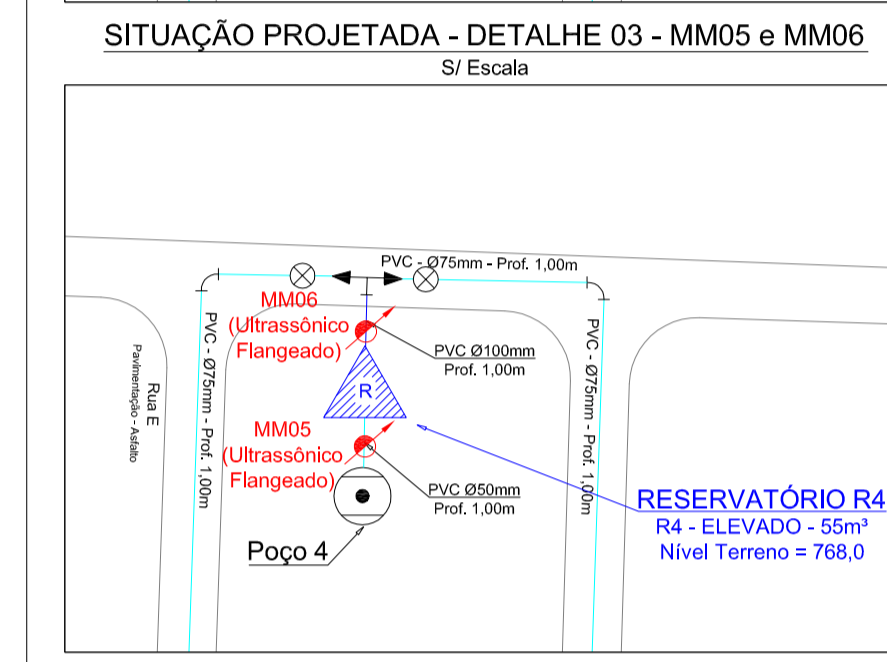 SITUAÇÃO PROJETADA - DETALHE 03 - MM05 e MM06
S/ Escala
PVC - Ø75mm - Prof. 1,00m
MM06
(Ultrassônico
Flangeado)
PVC Ø100mm
Prof. 1,00m
R
PVC - Ø75mm - Prof. 1,00m
PVC - Ø75mm - Prof. 1,00m
Rua E
Pavimentação - Asfalto
MM05
(Ultrassônico
Flangeado)
PVC Ø50mm
Prof. 1,00m
Poço 4
RESERVATÓRIO R4
R4 - ELEVADO - 55m³
Nível Terreno = 768,0